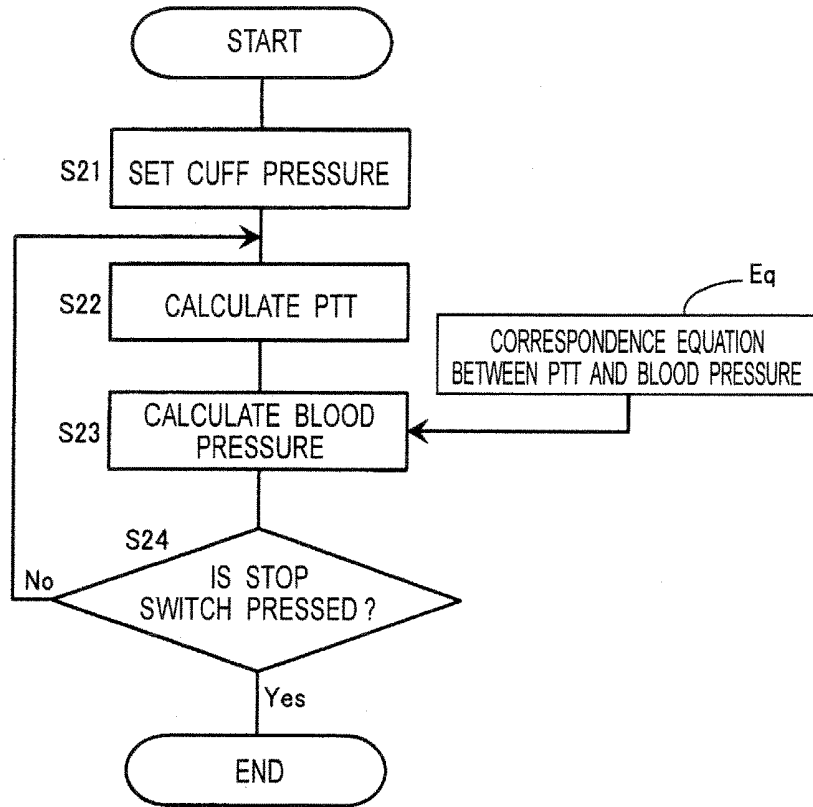 START
S21
SET CUFF PRESSURE
S22
CALCULATE PTT
Eq
CORRESPONDENCE EQUATION
BETWEEN PTT AND BLOOD PRESSURE
S23
CALCULATE BLOOD
PRESSURE
S24
No
IS STOP
SWITCH PRESSED?
Yes
END